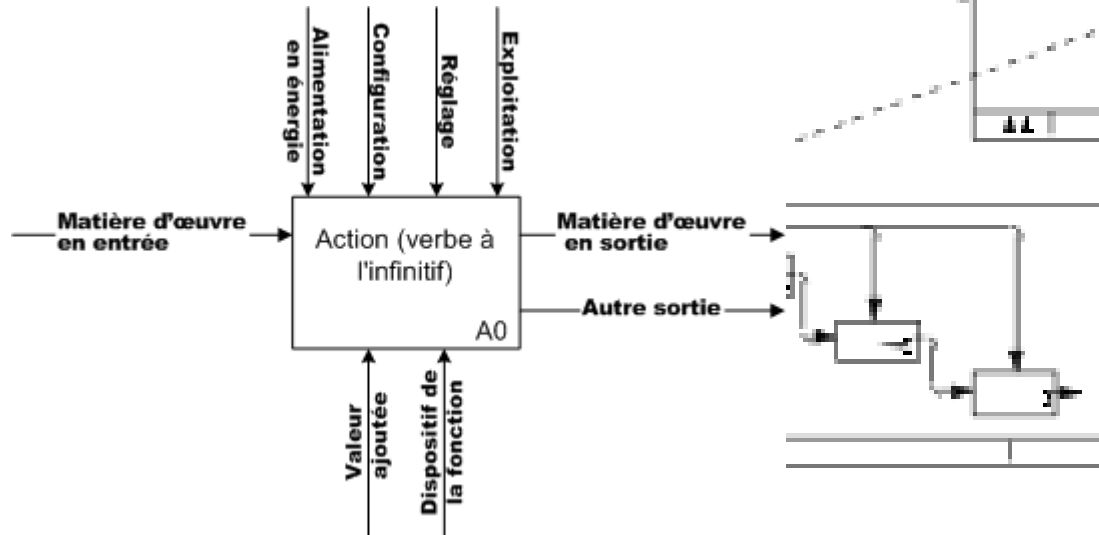 Alimentation
en énergie
Configuration
Réglage
Exploitation
Matière d'œuvre
en entrée
Action (verbe à
l'infinitif)
A0
Matière d'œuvre
en sortie
Autre sortie
Valeur
ajoutée
Dispositif de
la fonction